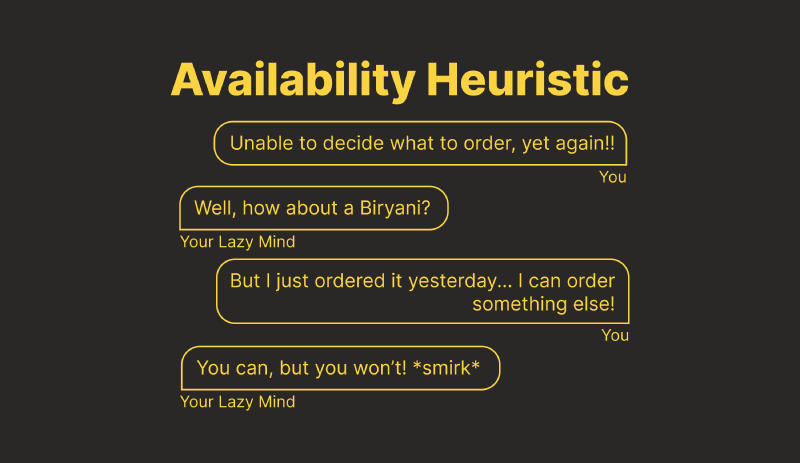 Availability Heuristic
Unable to decide what to order, yet again!!
You
Well, how about a Biryani?
Your Lazy Mind
But I just ordered it yesterday... I can order
something else!
You
You can, but you won’t! *smirk*
Your Lazy Mind